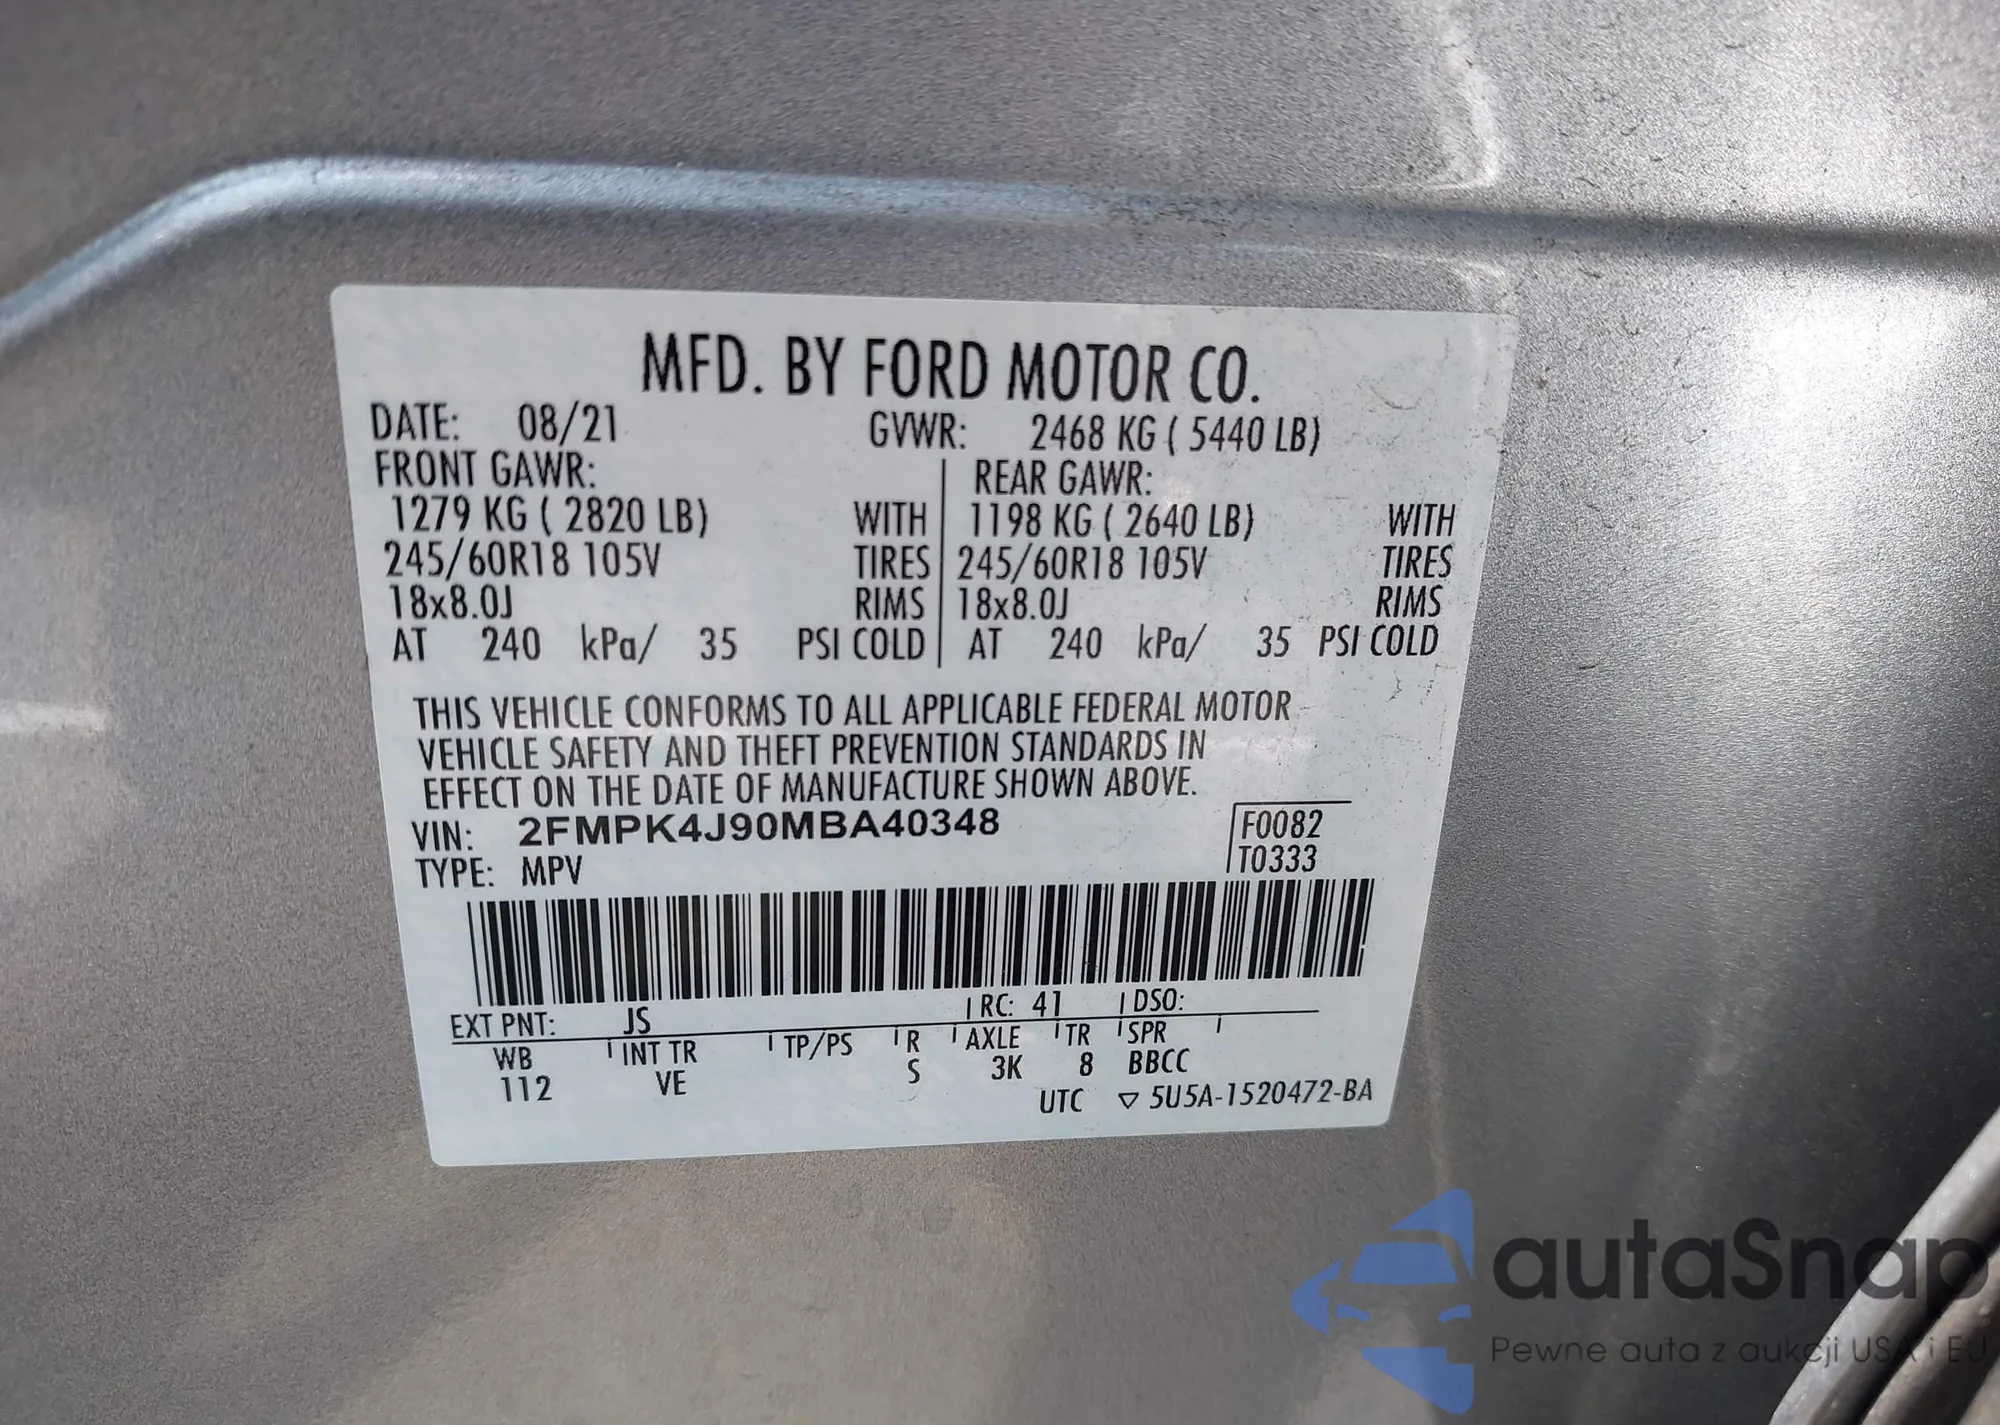 MFD. BY FORD MOTOR CO.
DATE: 08/21 GVWR: 2468 KG ( 5440 LB)
FRONT GAWR: REAR GAWR:
1279 KG ( 2820 LB) WITH 1198 KG ( 2640 LB) WITH
245/60R18 105V TIRES 245/60R18 105V TIRES
18x8.0J RIMS 18x8.0J RIMS
AT 240 kPa/ 35 PSI COLD AT 240 kPa/ 35 PSI COLD
THIS VEHICLE CONFORMS TO ALL APPLICABLE FEDERAL MOTOR
VEHICLE SAFETY AND THEFT PREVENTION STANDARDS IN
EFFECT ON THE DATE OF MANUFACTURE SHOWN ABOVE.
VIN: 2FMPK4J90MBA40348 F0082
TYPE: MPV T0333
EXT PNT: JS RC: 41 DSO:
WB INT TR TP/PS R AXLE TR SPR
112 VE S 3K 8 BBCC
UTC ▽ 5U5A-1520472-BA
autaSnap
Pewne auta z aukcji USA i EU